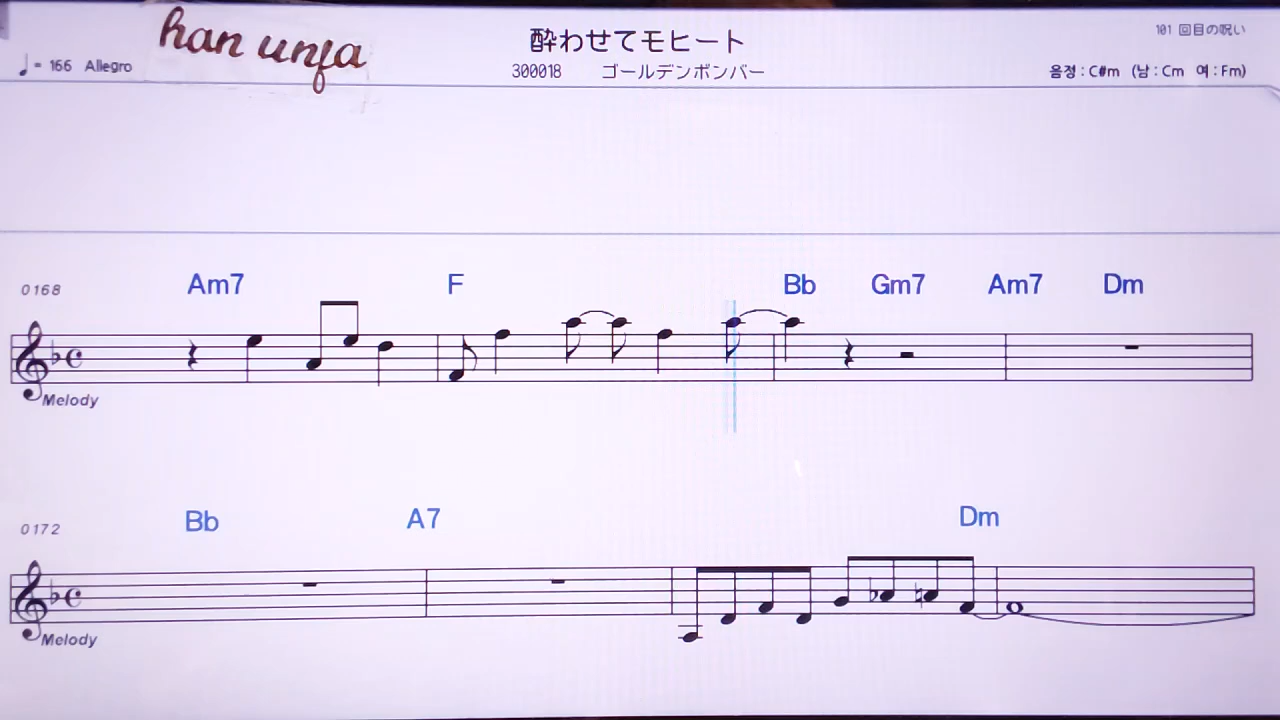 han unfa
酔わせてモヒート
101 回目の呪い
♩= 166 Allegro
300018 ゴールデンボンバー
음정 : C#m (남 : Cm 여 : Fm)
0168 Am7 F Bb Gm7 Am7 Dm
Melody
0172 Bb A7 Dm
Melody